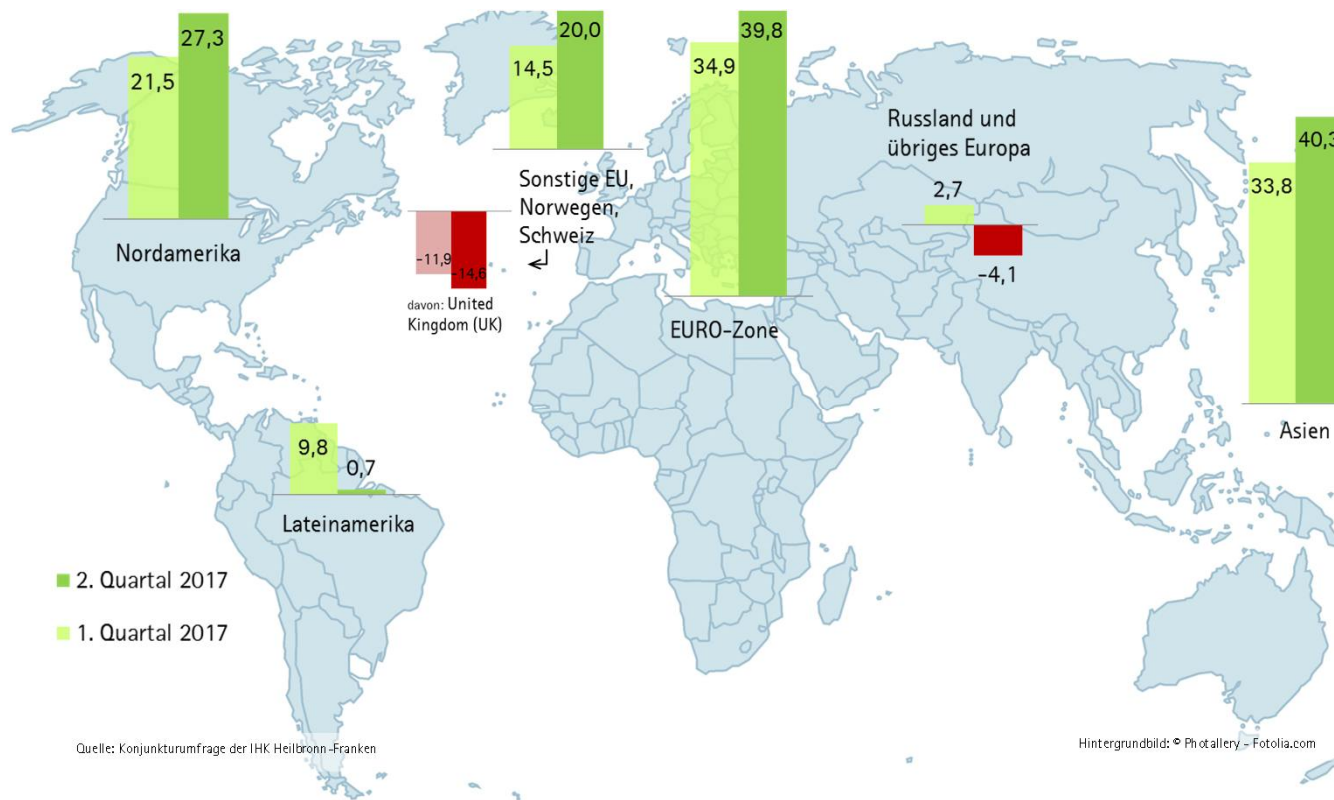 27,3
21,5
Nordamerika
20,0
14,5
Sonstige EU,
Norwegen,
Schweiz
-11,9
-14,6
davon: United
Kingdom (UK)
39,8
34,9
EURO-Zone
Russland und
übriges Europa
2,7
-4,1
40,3
33,8
Asien
9,8
0,7
Lateinamerika
2. Quartal 2017
1. Quartal 2017
Quelle: Konjunkturumfrage der IHK Heilbronn-Franken
Hintergrundbild: © Photallery - Fotolia.com